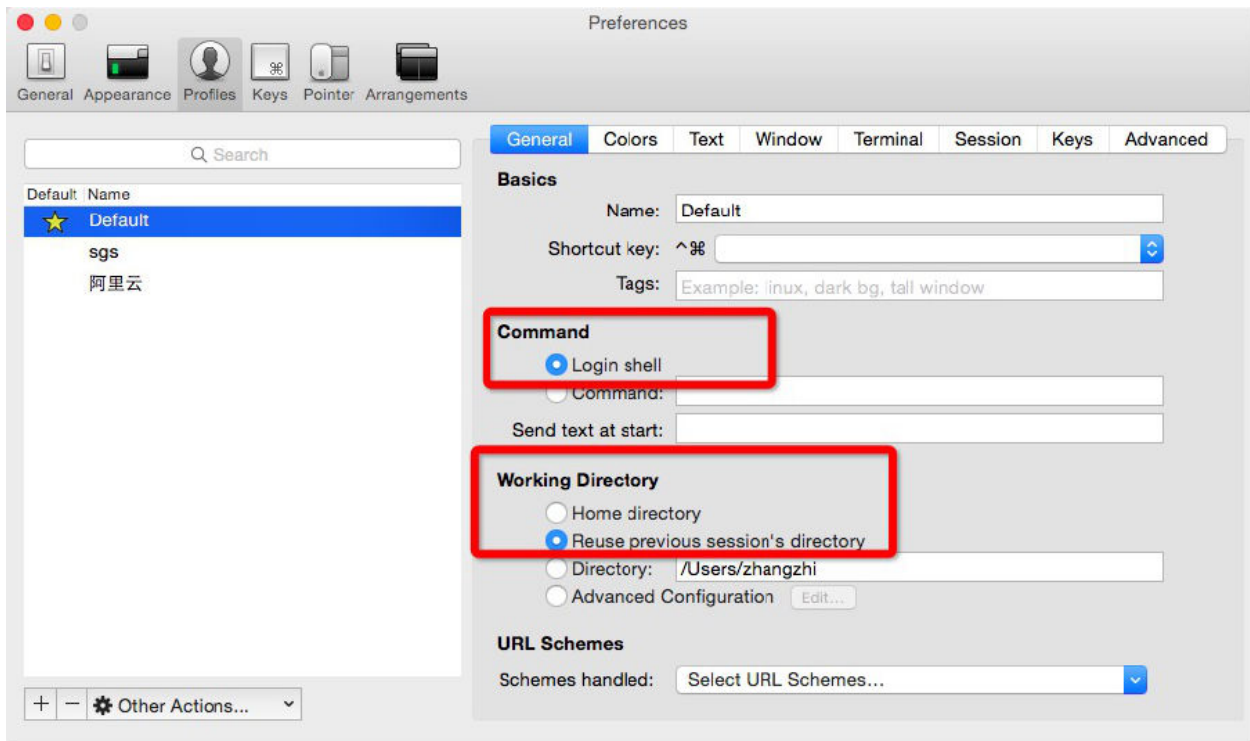 Preferences
General Appearance Profiles Keys Pointer Arrangements
Search
Default Name
Default
sgs
阿里云
Other Actions...
General Colors Text Window Terminal Session Keys Advanced
Basics
Name: Default
Shortcut key: ^⌘
Tags: Example: linux, dark bg, tall window
Command
Login shell
Command:
Send text at start:
Working Directory
Home directory
Reuse previous session's directory
Directory: /Users/zhangzhi
Advanced Configuration Edit...
URL Schemes
Schemes handled: Select URL Schemes...